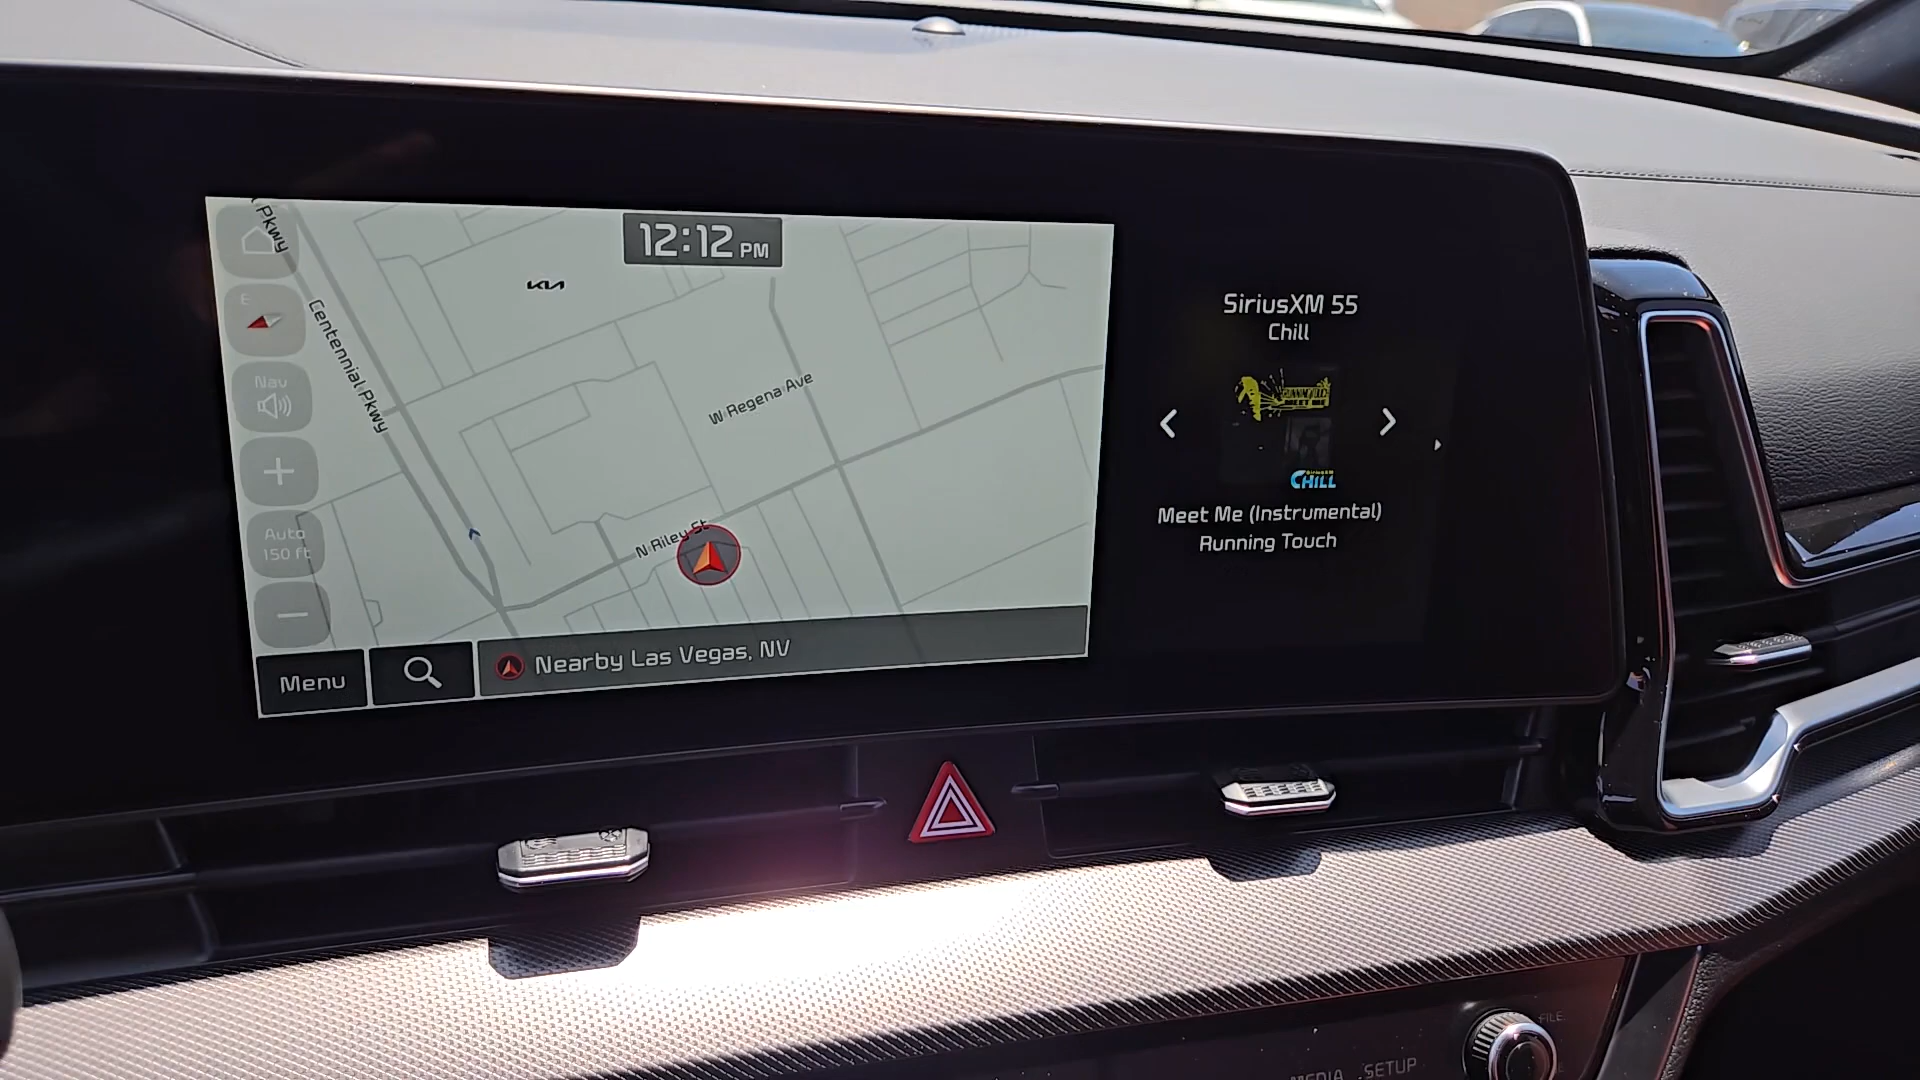 12:12 PM
Pkwy
KIA
E
Centennial Pkwy
Nav
W Regena Ave
+
Auto
150 ft
N Riley St
−
Menu
Nearby Las Vegas, NV
SiriusXM 55
Chill
CHILL
Meet Me (Instrumental)
Running Touch
FILE
MEDIA SETUP